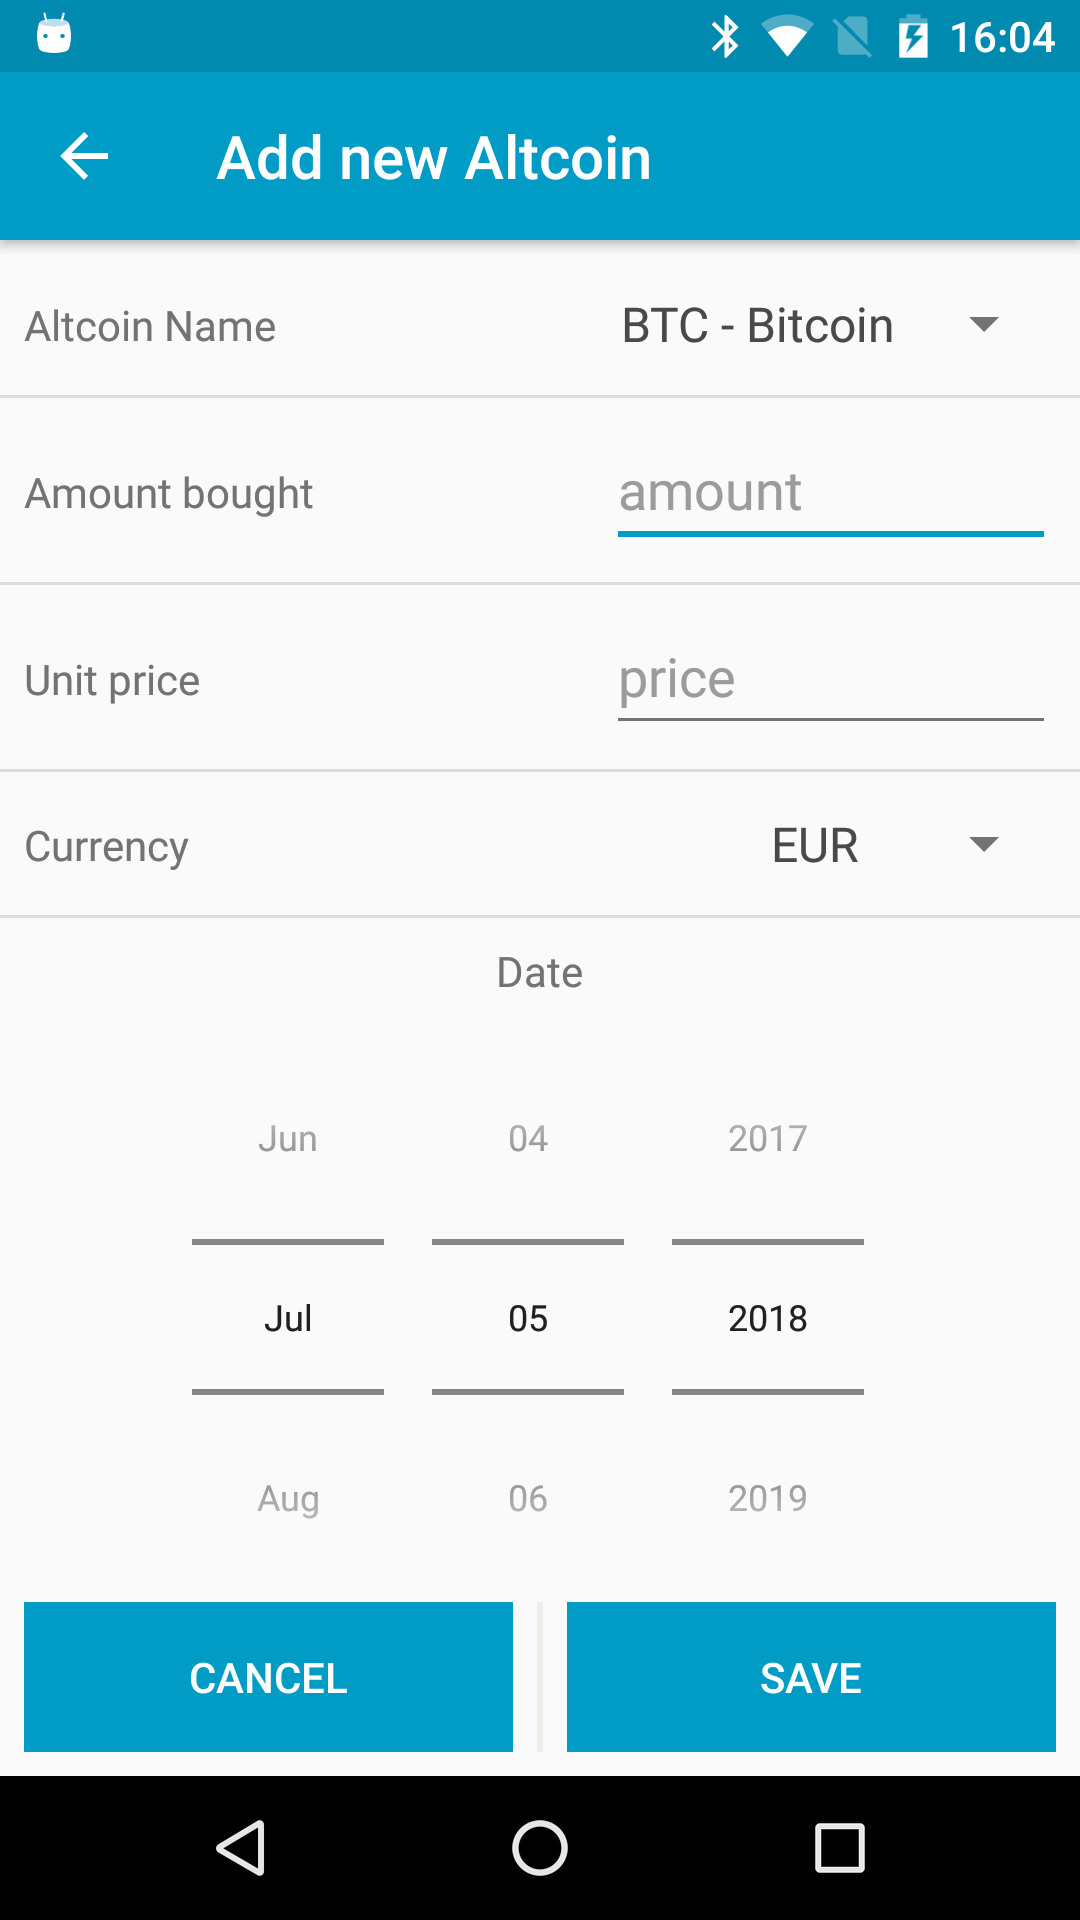 16:04
Add new Altcoin
Altcoin Name BTC - Bitcoin
Amount bought amount
Unit price price
Currency EUR
Date
Jun 04 2017
Jul 05 2018
Aug 06 2019
CANCEL SAVE